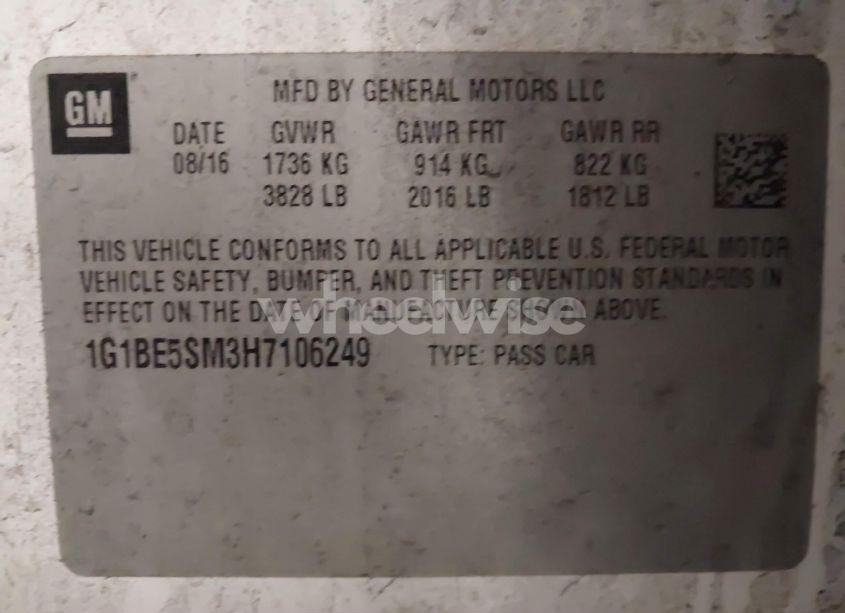 GM
MFD BY GENERAL MOTORS LLC
DATE GVWR GAWR FRT GAWR RR
08/16 1736 KG 914 KG 822 KG
3828 LB 2016 LB 1812 LB
THIS VEHICLE CONFORMS TO ALL APPLICABLE U.S. FEDERAL MOTOR
VEHICLE SAFETY, BUMPER, AND THEFT PREVENTION STANDARDS IN
EFFECT ON THE DATE OF MANUFACTURE SHOWN ABOVE.
wheelwise
1G1BE5SM3H7106249 TYPE: PASS CAR